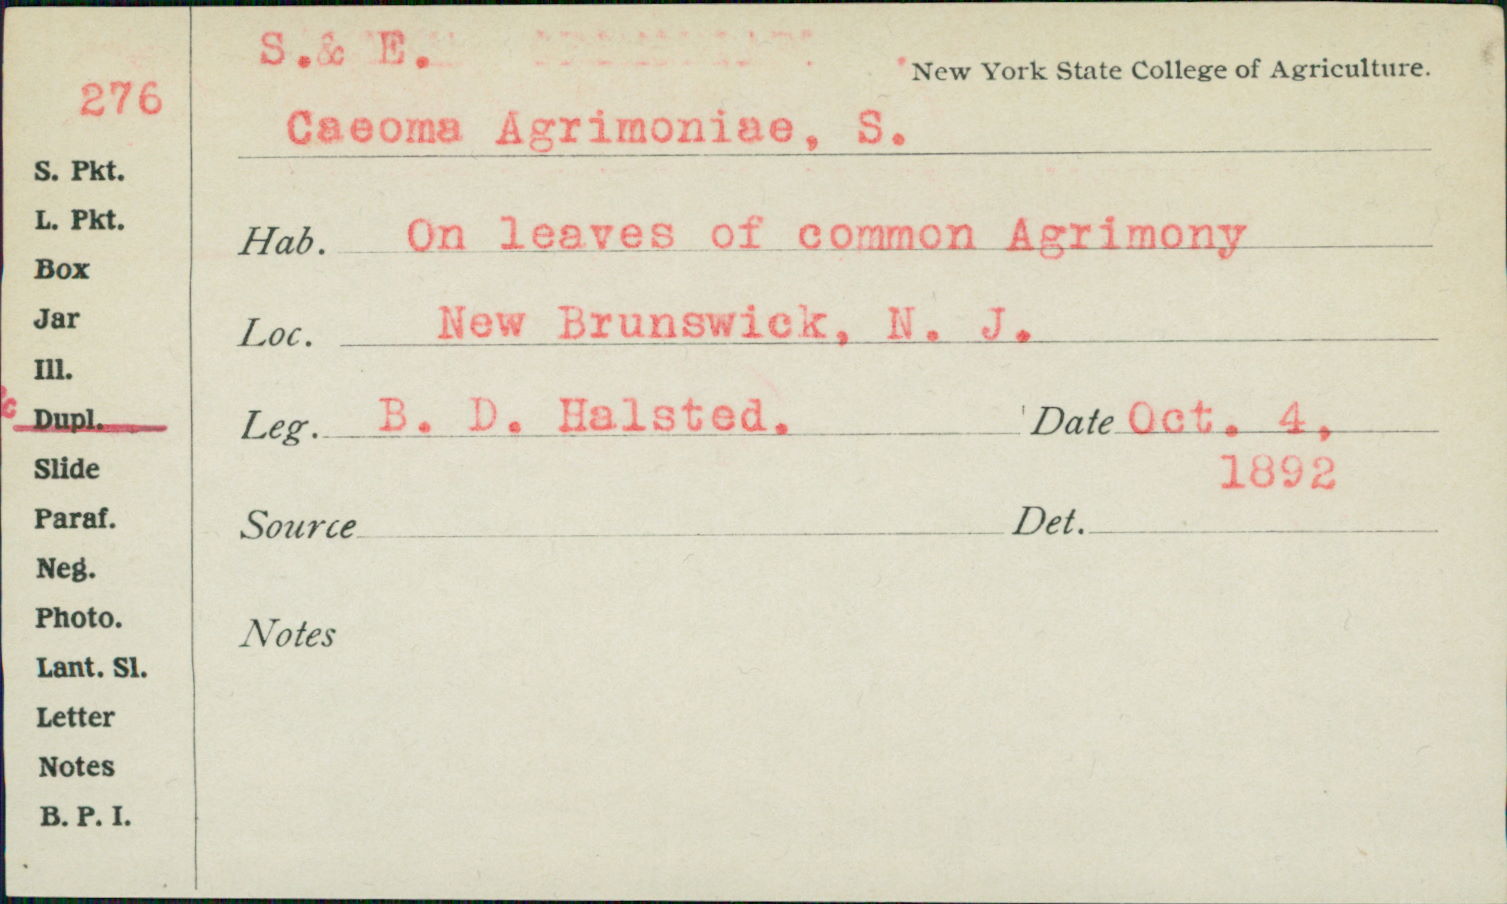 S.& E.
New York State College of Agriculture.
276
Caeoma Agrimoniae, S.
S. Pkt.
L. Pkt.
Box
Jar
Ill.
Dupl.
Slide
Paraf.
Neg.
Photo.
Lant. Sl.
Letter
Notes
B. P. I.
Hab. On leaves of common Agrimony
Loc. New Brunswick, N. J.
Leg. B. D. Halsted. Date Oct. 4,
1892
Source Det.
Notes